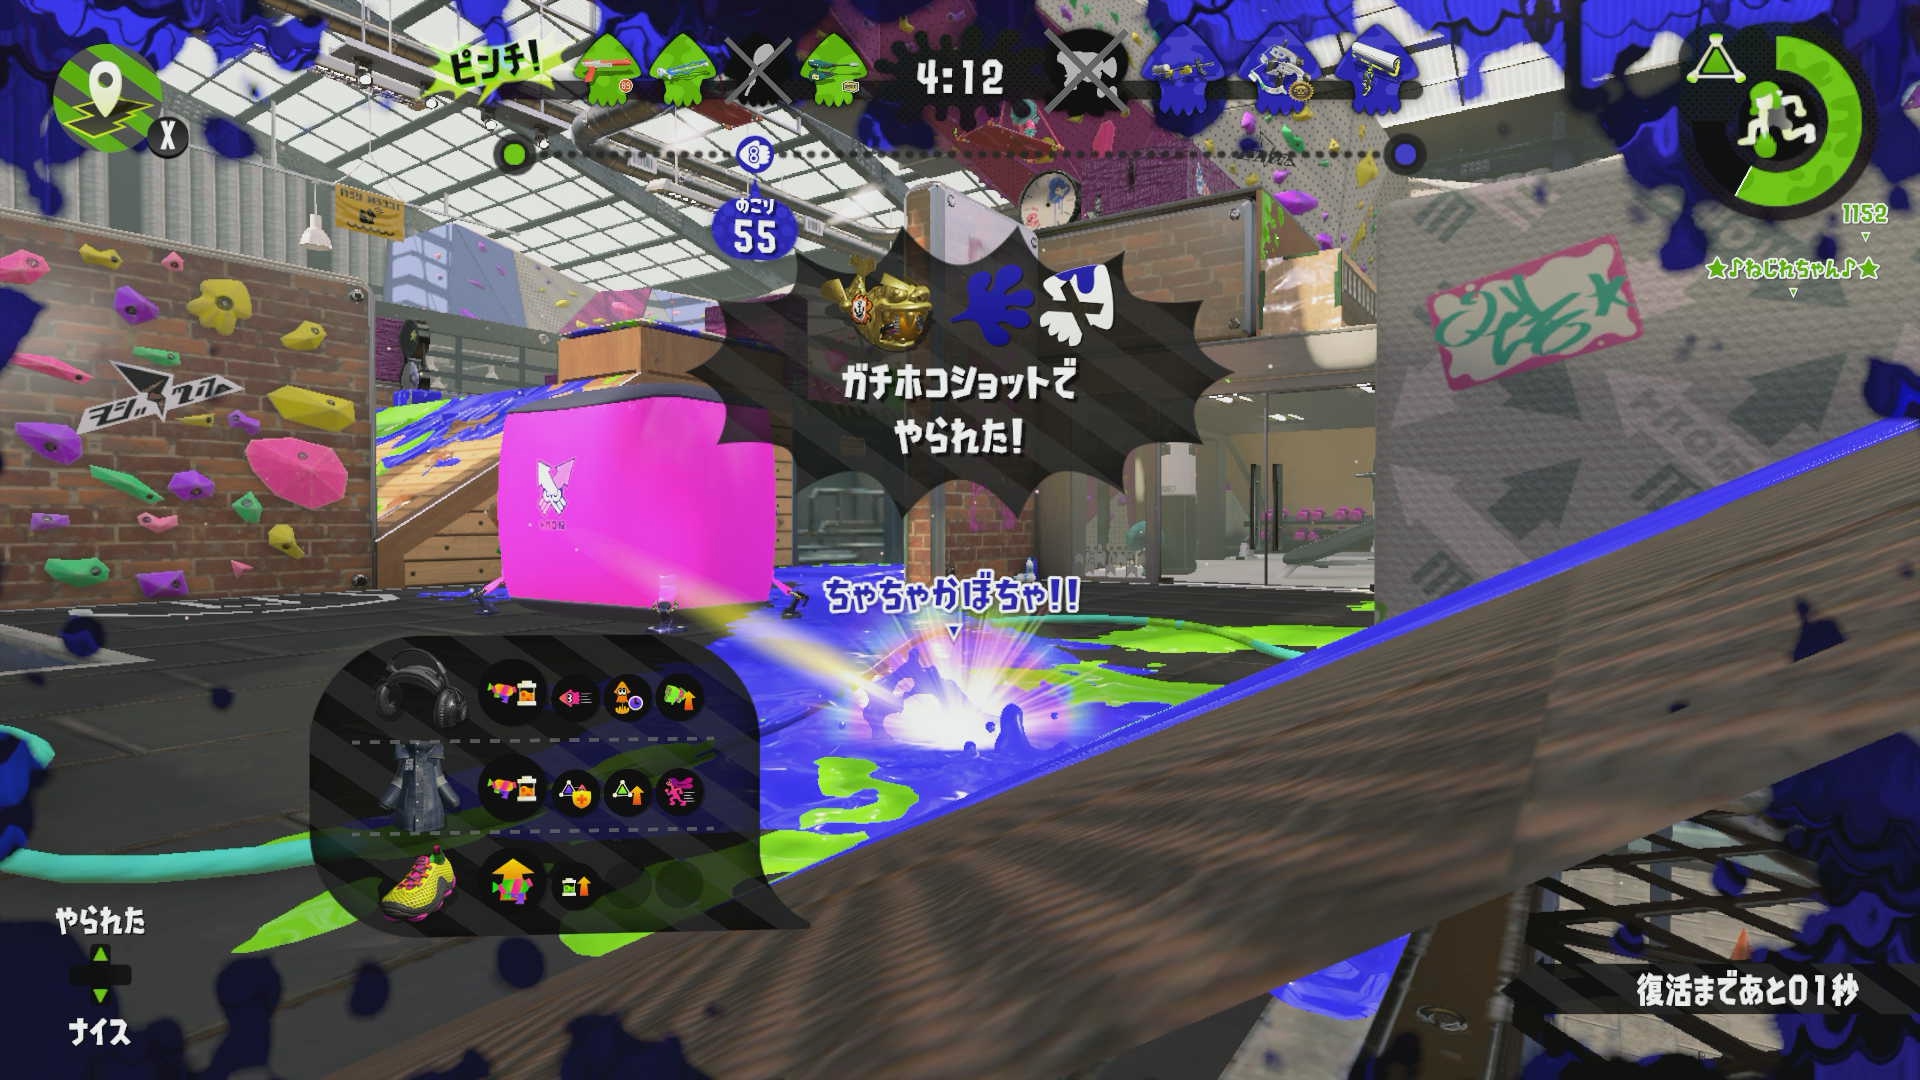 ピンチ!
4:12
X
のこり
55
1152
★♪ねじれちゃん♪★
ガチホコショットで
やられた!
ちゃちゃかぼちゃ!!
やられた
ナイス
復活まであと01秒